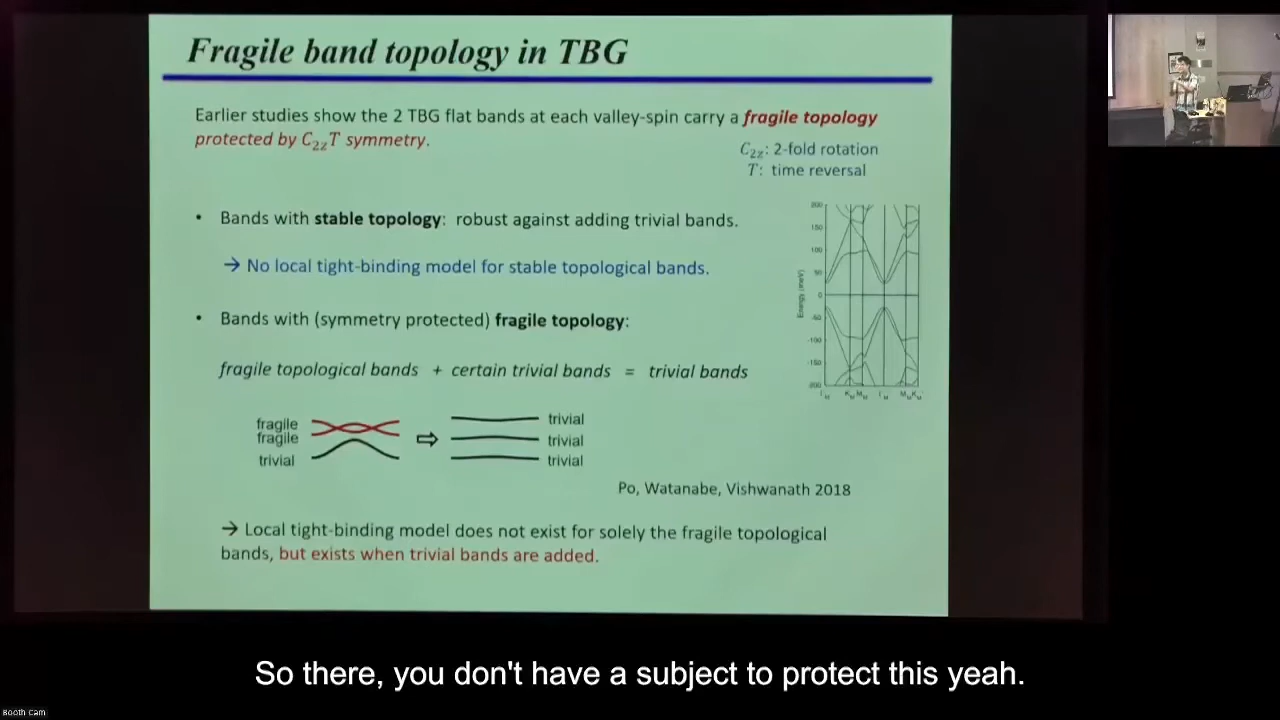 Fragile band topology in TBG
Earlier studies show the 2 TBG flat bands at each valley-spin carry a fragile topology
protected by C₂zT symmetry.
C₂z: 2-fold rotation
T: time reversal
• Bands with stable topology: robust against adding trivial bands.
→ No local tight-binding model for stable topological bands.
• Bands with (symmetry protected) fragile topology:
fragile topological bands + certain trivial bands = trivial bands
fragile
fragile
trivial
⇨
trivial
trivial
trivial
Energy (meV)
200
150
100
50
0
-50
-100
-150
Po, Watanabe, Vishwanath 2018
→ Local tight-binding model does not exist for solely the fragile topological
bands, but exists when trivial bands are added.
So there, you don't have a subject to protect this yeah.
Booth Cam